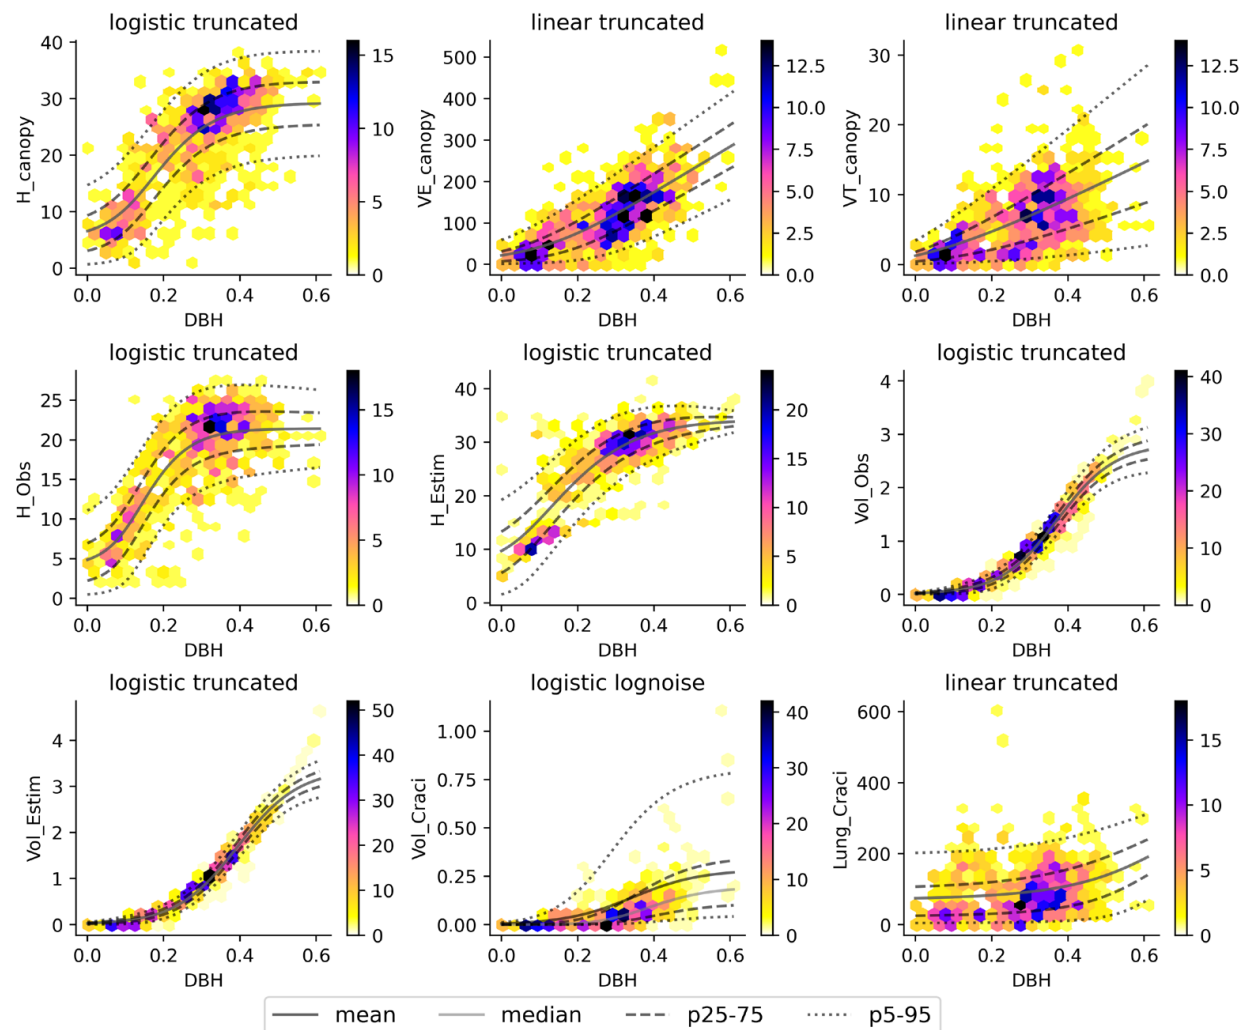 logistic truncated
H_canopy
40
30
20
10
0
0.0 0.2 0.4 0.6
DBH
15
10
5
0
linear truncated
VE_canopy
500
400
300
200
100
0
0.0 0.2 0.4 0.6
DBH
12.5
10.0
7.5
5.0
2.5
0.0
linear truncated
VT_canopy
30
20
10
0
0.0 0.2 0.4 0.6
DBH
12.5
10.0
7.5
5.0
2.5
0.0
logistic truncated
H_Obs
25
20
15
10
5
0
0.0 0.2 0.4 0.6
DBH
15
10
5
0
logistic truncated
H_Estim
40
30
20
10
0
0.0 0.2 0.4 0.6
DBH
20
15
10
5
0
logistic truncated
Vol_Obs
4
3
2
1
0
0.0 0.2 0.4 0.6
DBH
40
30
20
10
0
logistic truncated
Vol_Estim
4
3
2
1
0
0.0 0.2 0.4 0.6
DBH
50
40
30
20
10
0
logistic lognoise
Vol_Craci
1.00
0.75
0.50
0.25
0.00
0.0 0.2 0.4 0.6
DBH
40
30
20
10
0
linear truncated
Lung_Craci
600
400
200
0
0.0 0.2 0.4 0.6
DBH
15
10
5
0
mean median p25-75 p5-95